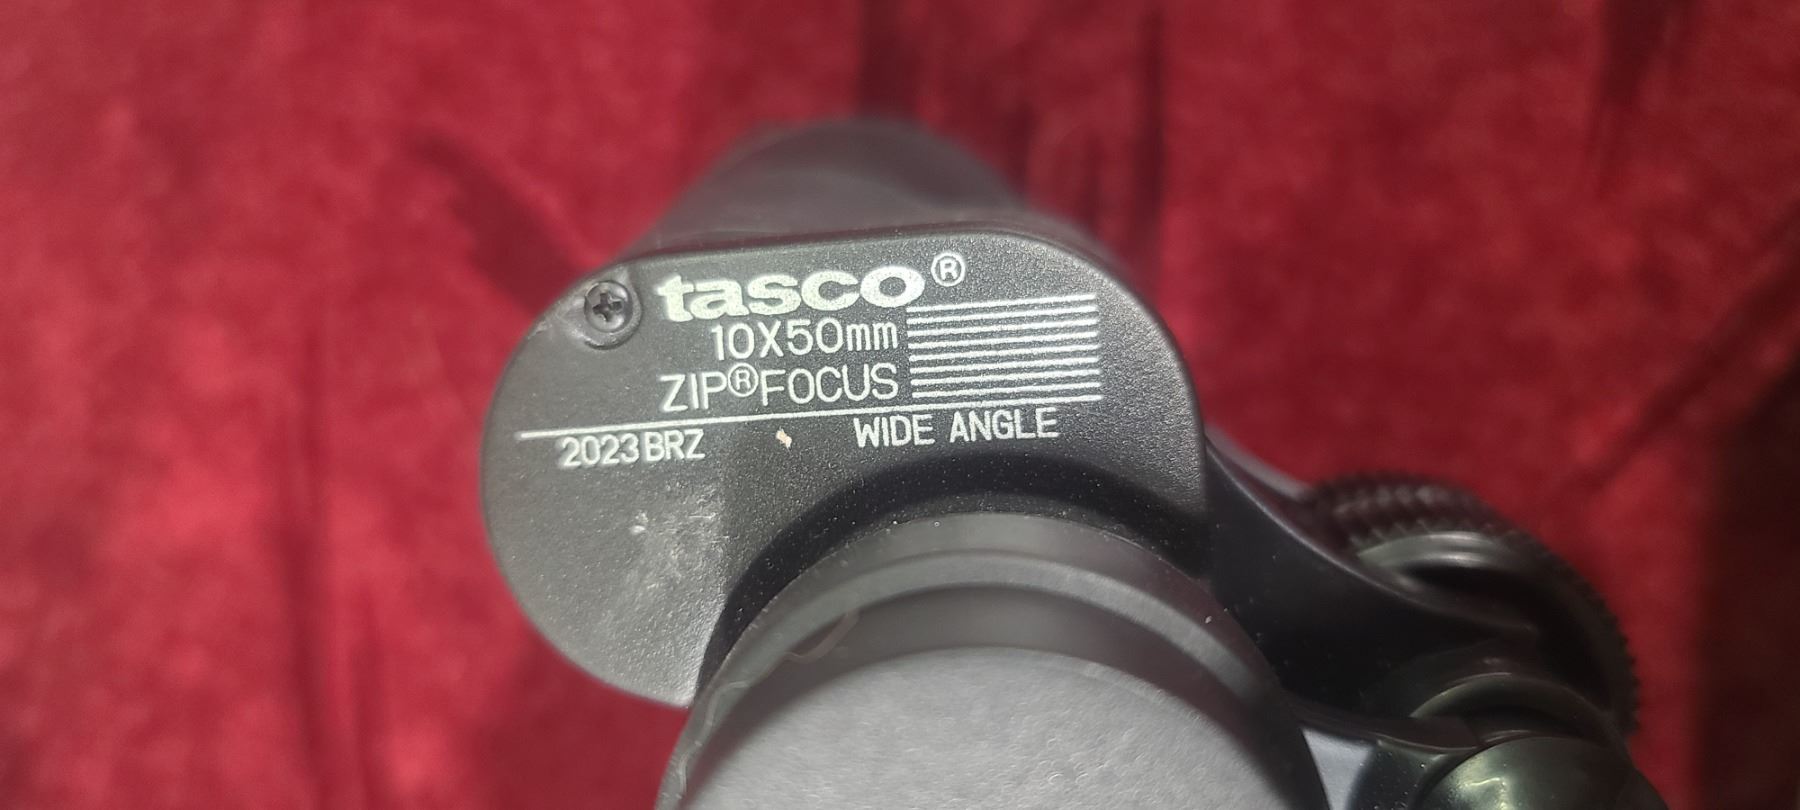 tasco®
10X50mm
ZIP®FOCUS
2023BRZ WIDE ANGLE